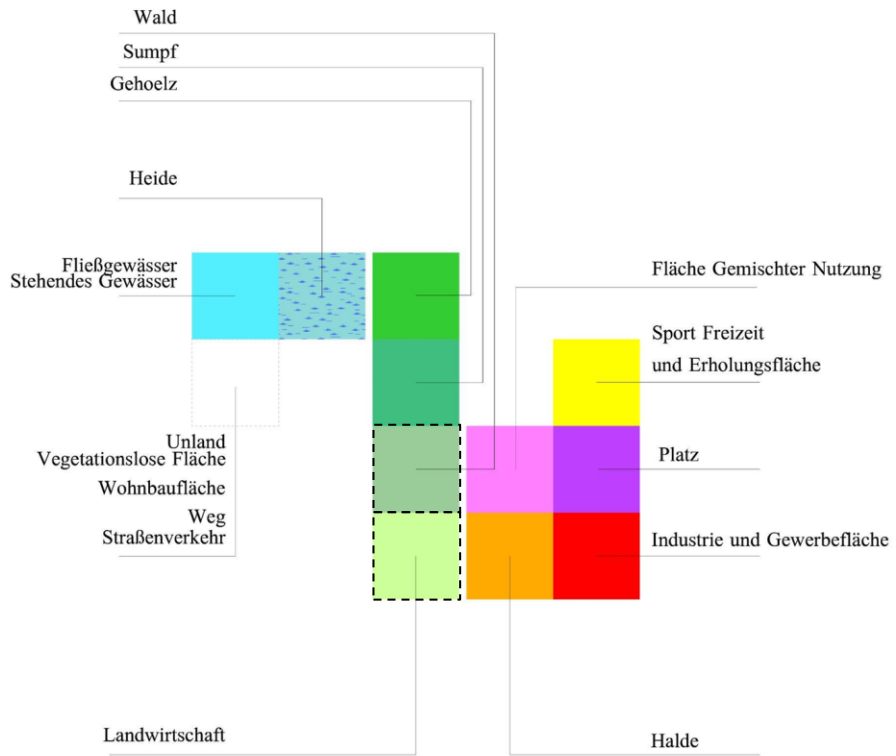 Wald
Sumpf
Gehoelz
Heide
Fließgewässer
Stehendes Gewässer
Fläche Gemischter Nutzung
Sport Freizeit
und Erholungsfläche
Unland
Vegetationslose Fläche
Wohnbaufläche
Weg
Straßenverkehr
Platz
Industrie und Gewerbefläche
Landwirtschaft
Halde